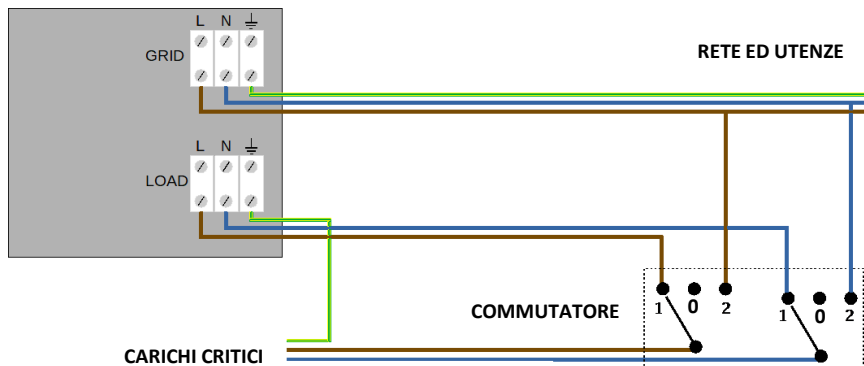 L N
GRID
RETE ED UTENZE
L N
LOAD
COMMUTATORE
1 0 2
1 0 2
CARICHI CRITICI